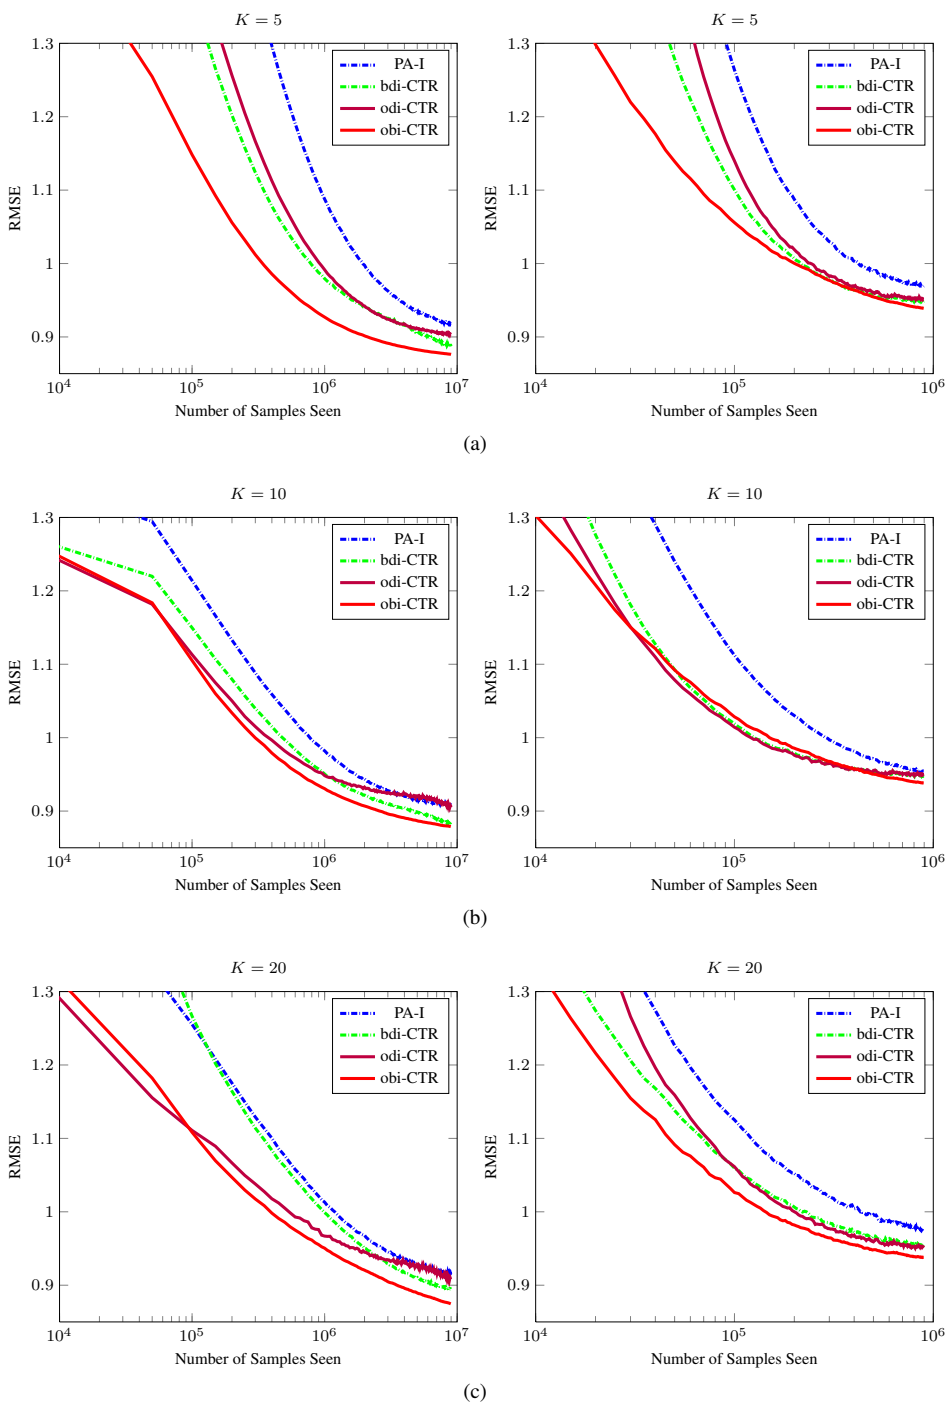 K = 5
1.3
1.2
1.1
1
0.9
RMSE
PA-I
bdi-CTR
odi-CTR
obi-CTR
10^4
10^5
10^6
10^7
Number of Samples Seen
K = 5
1.3
1.2
1.1
1
0.9
RMSE
PA-I
bdi-CTR
odi-CTR
obi-CTR
10^4
10^5
10^6
Number of Samples Seen
(a)
K = 10
1.3
1.2
1.1
1
0.9
RMSE
PA-I
bdi-CTR
odi-CTR
obi-CTR
10^4
10^5
10^6
10^7
Number of Samples Seen
K = 10
1.3
1.2
1.1
1
0.9
RMSE
PA-I
bdi-CTR
odi-CTR
obi-CTR
10^4
10^5
10^6
Number of Samples Seen
(b)
K = 20
1.3
1.2
1.1
1
0.9
RMSE
PA-I
bdi-CTR
odi-CTR
obi-CTR
10^4
10^5
10^6
10^7
Number of Samples Seen
K = 20
1.3
1.2
1.1
1
0.9
RMSE
PA-I
bdi-CTR
odi-CTR
obi-CTR
10^4
10^5
10^6
Number of Samples Seen
(c)